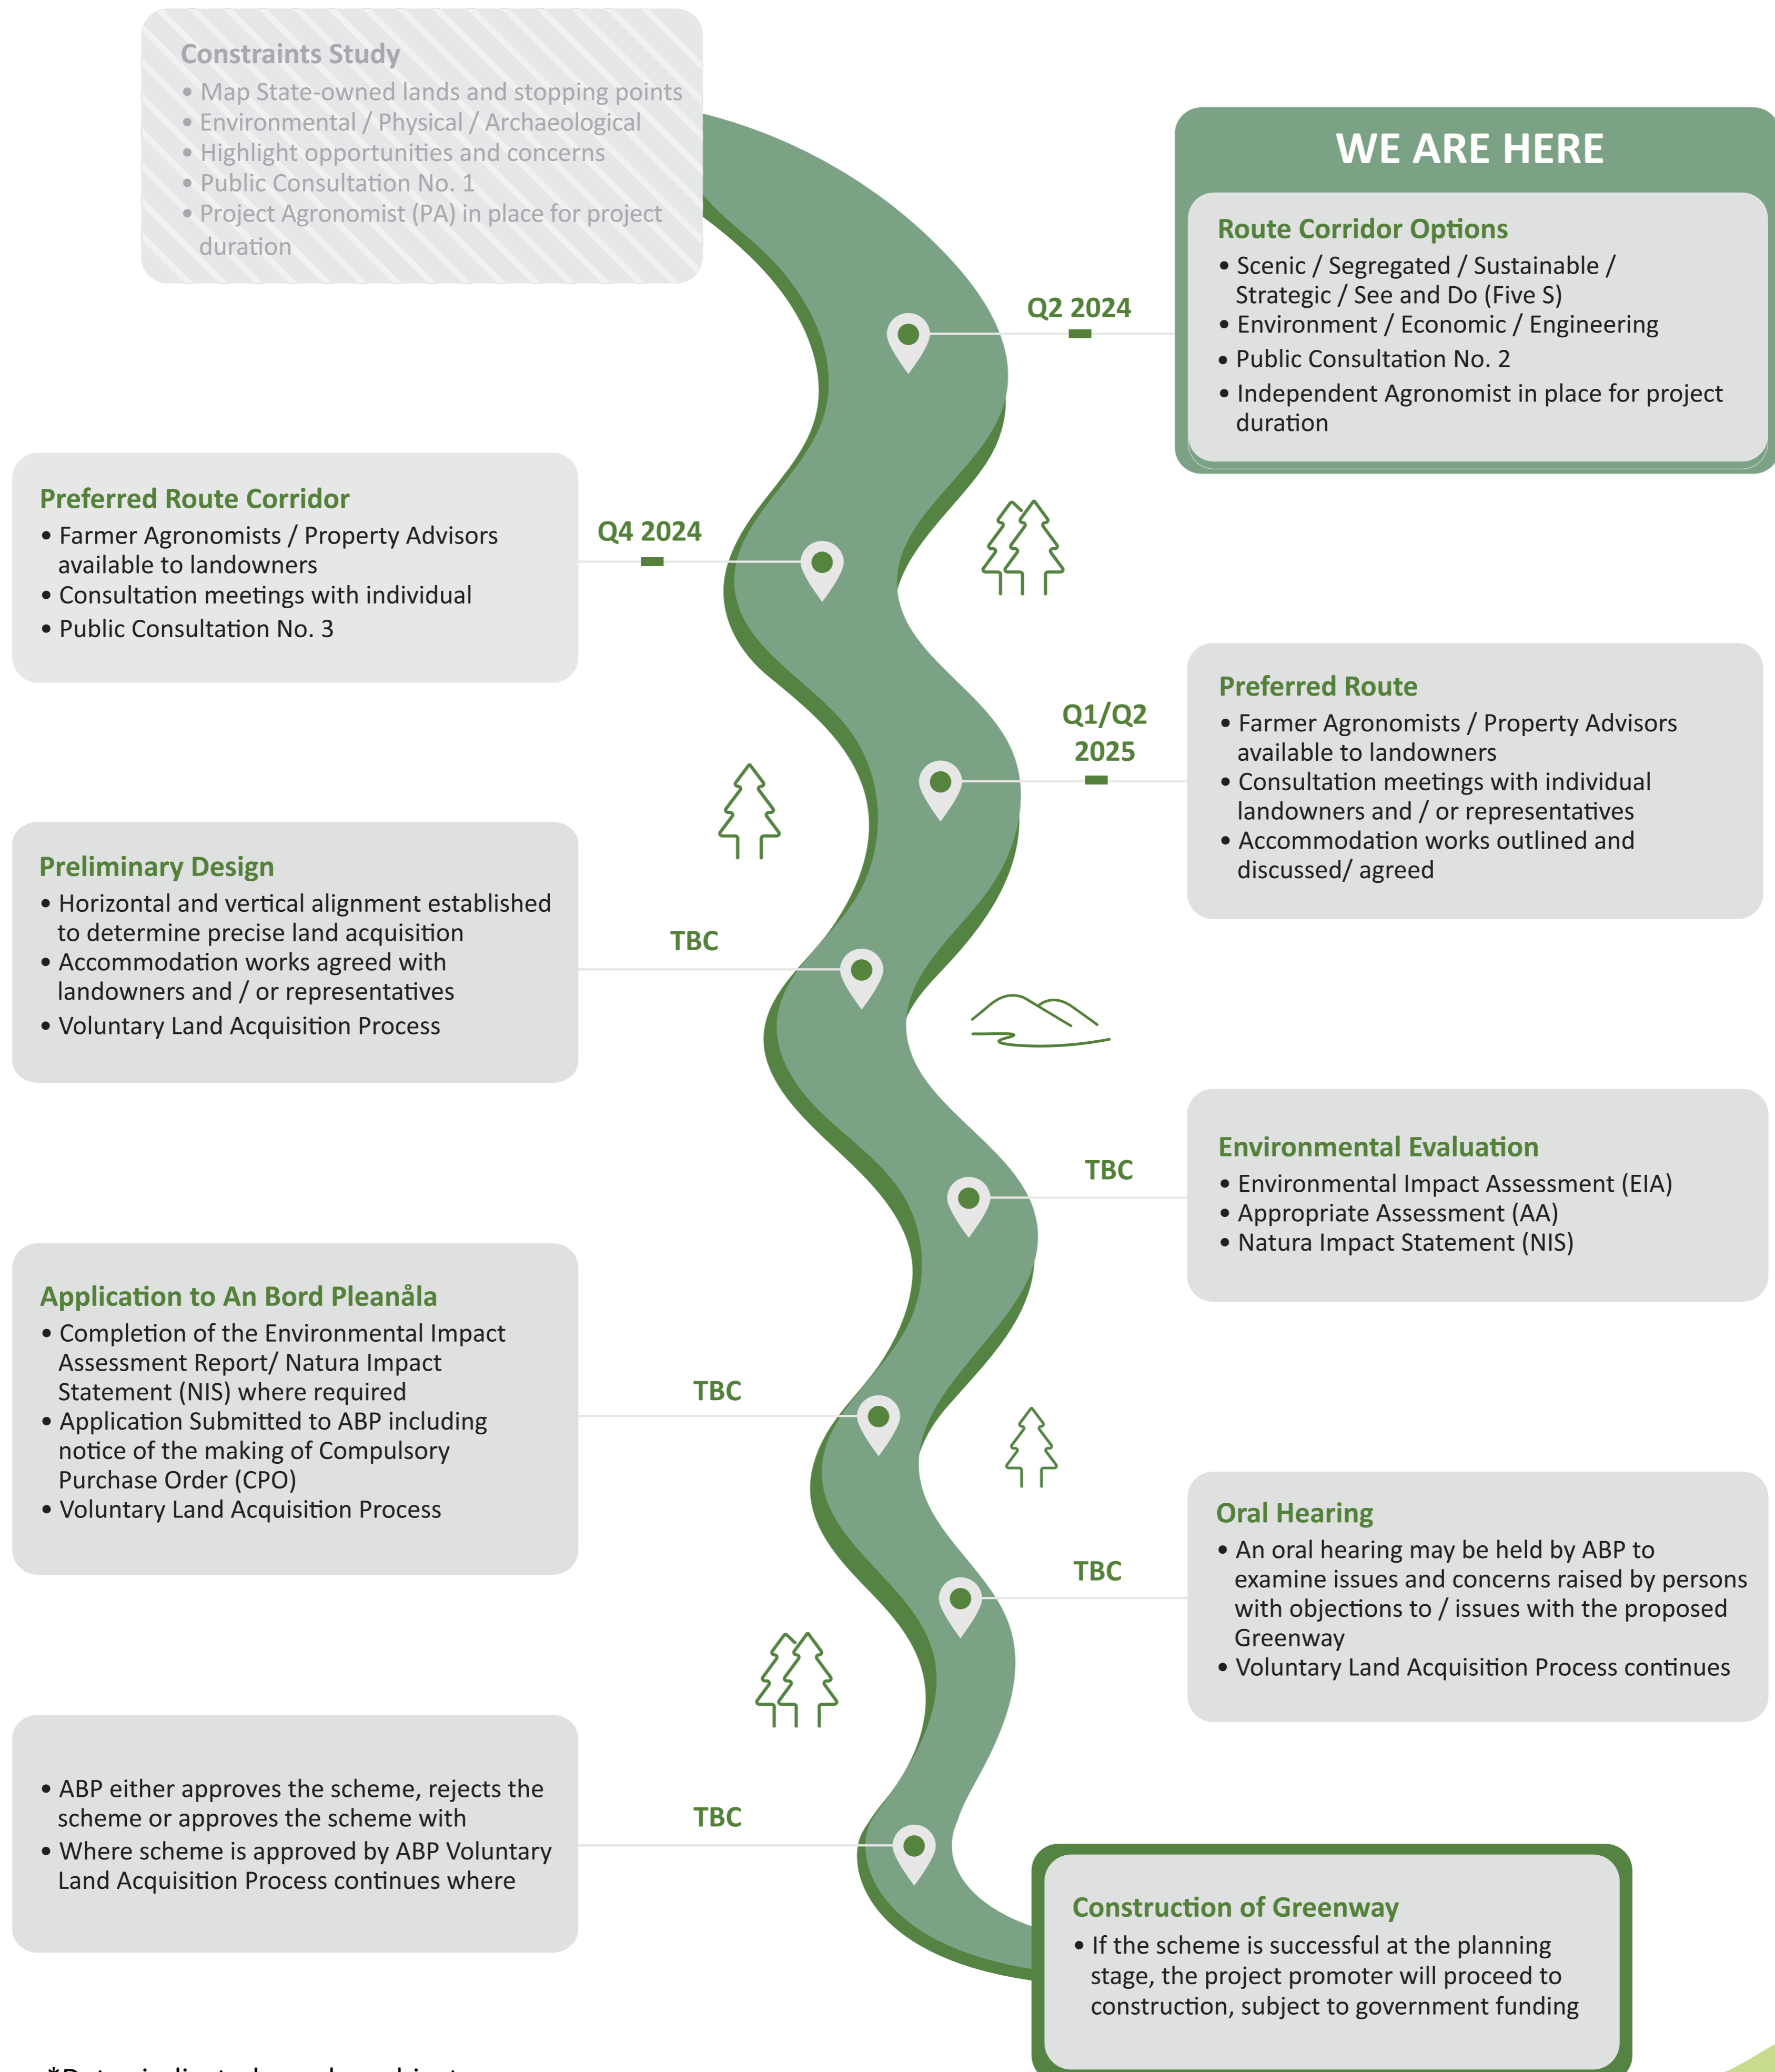 Constraints Study
• Map State-owned lands and stopping points
• Environmental / Physical / Archaeological
• Highlight opportunities and concerns
• Public Consultation No. 1
• Project Agronomist (PA) in place for project
duration
WE ARE HERE
Q2 2024
Route Corridor Options
• Scenic / Segregated / Sustainable /
Strategic / See and Do (Five S)
• Environment / Economic / Engineering
• Public Consultation No. 2
• Independent Agronomist in place for project
duration
Preferred Route Corridor
• Farmer Agronomists / Property Advisors
available to landowners
• Consultation meetings with individual
• Public Consultation No. 3
Q4 2024
Q1/Q2
2025
Preferred Route
• Farmer Agronomists / Property Advisors
available to landowners
• Consultation meetings with individual
landowners and / or representatives
• Accommodation works outlined and
discussed/ agreed
Preliminary Design
• Horizontal and vertical alignment established
to determine precise land acquisition
• Accommodation works agreed with
landowners and / or representatives
• Voluntary Land Acquisition Process
TBC
TBC
Environmental Evaluation
• Environmental Impact Assessment (EIA)
• Appropriate Assessment (AA)
• Natura Impact Statement (NIS)
Application to An Bord Pleanåla
• Completion of the Environmental Impact
Assessment Report/ Natura Impact
Statement (NIS) where required
• Application Submitted to ABP including
notice of the making of Compulsory
Purchase Order (CPO)
• Voluntary Land Acquisition Process
TBC
TBC
Oral Hearing
• An oral hearing may be held by ABP to
examine issues and concerns raised by persons
with objections to / issues with the proposed
Greenway
• Voluntary Land Acquisition Process continues
• ABP either approves the scheme, rejects the
scheme or approves the scheme with
• Where scheme is approved by ABP Voluntary
Land Acquisition Process continues where
TBC
Construction of Greenway
• If the scheme is successful at the planning
stage, the project promoter will proceed to
construction, subject to government funding